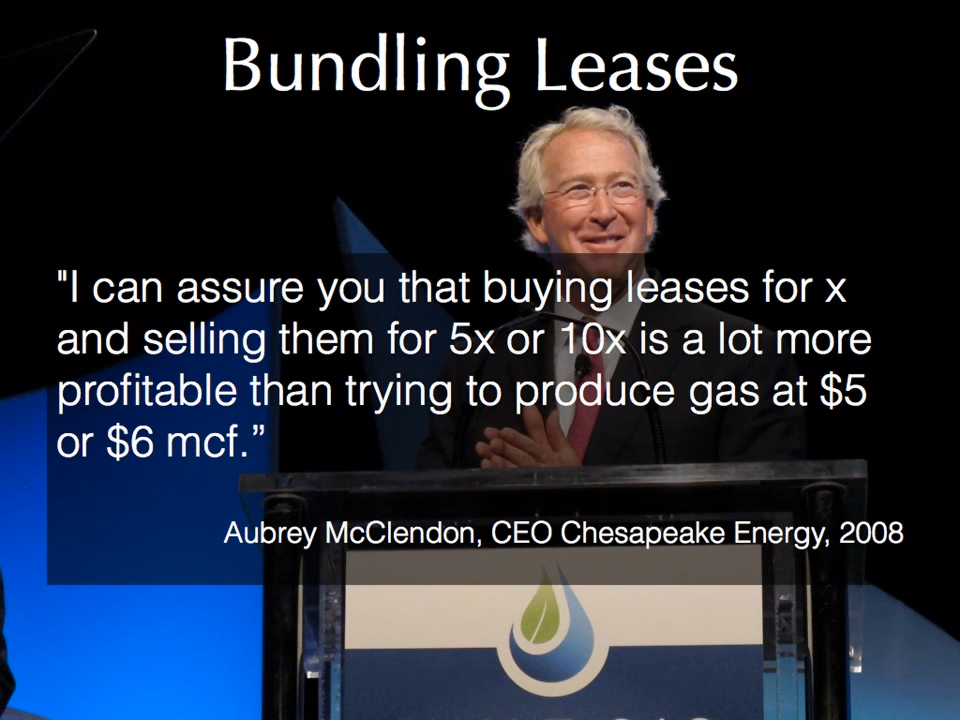 Bundling Leases
"I can assure you that buying leases for x
and selling them for 5x or 10x is a lot more
profitable than trying to produce gas at $5
or $6 mcf.”
Aubrey McClendon, CEO Chesapeake Energy, 2008